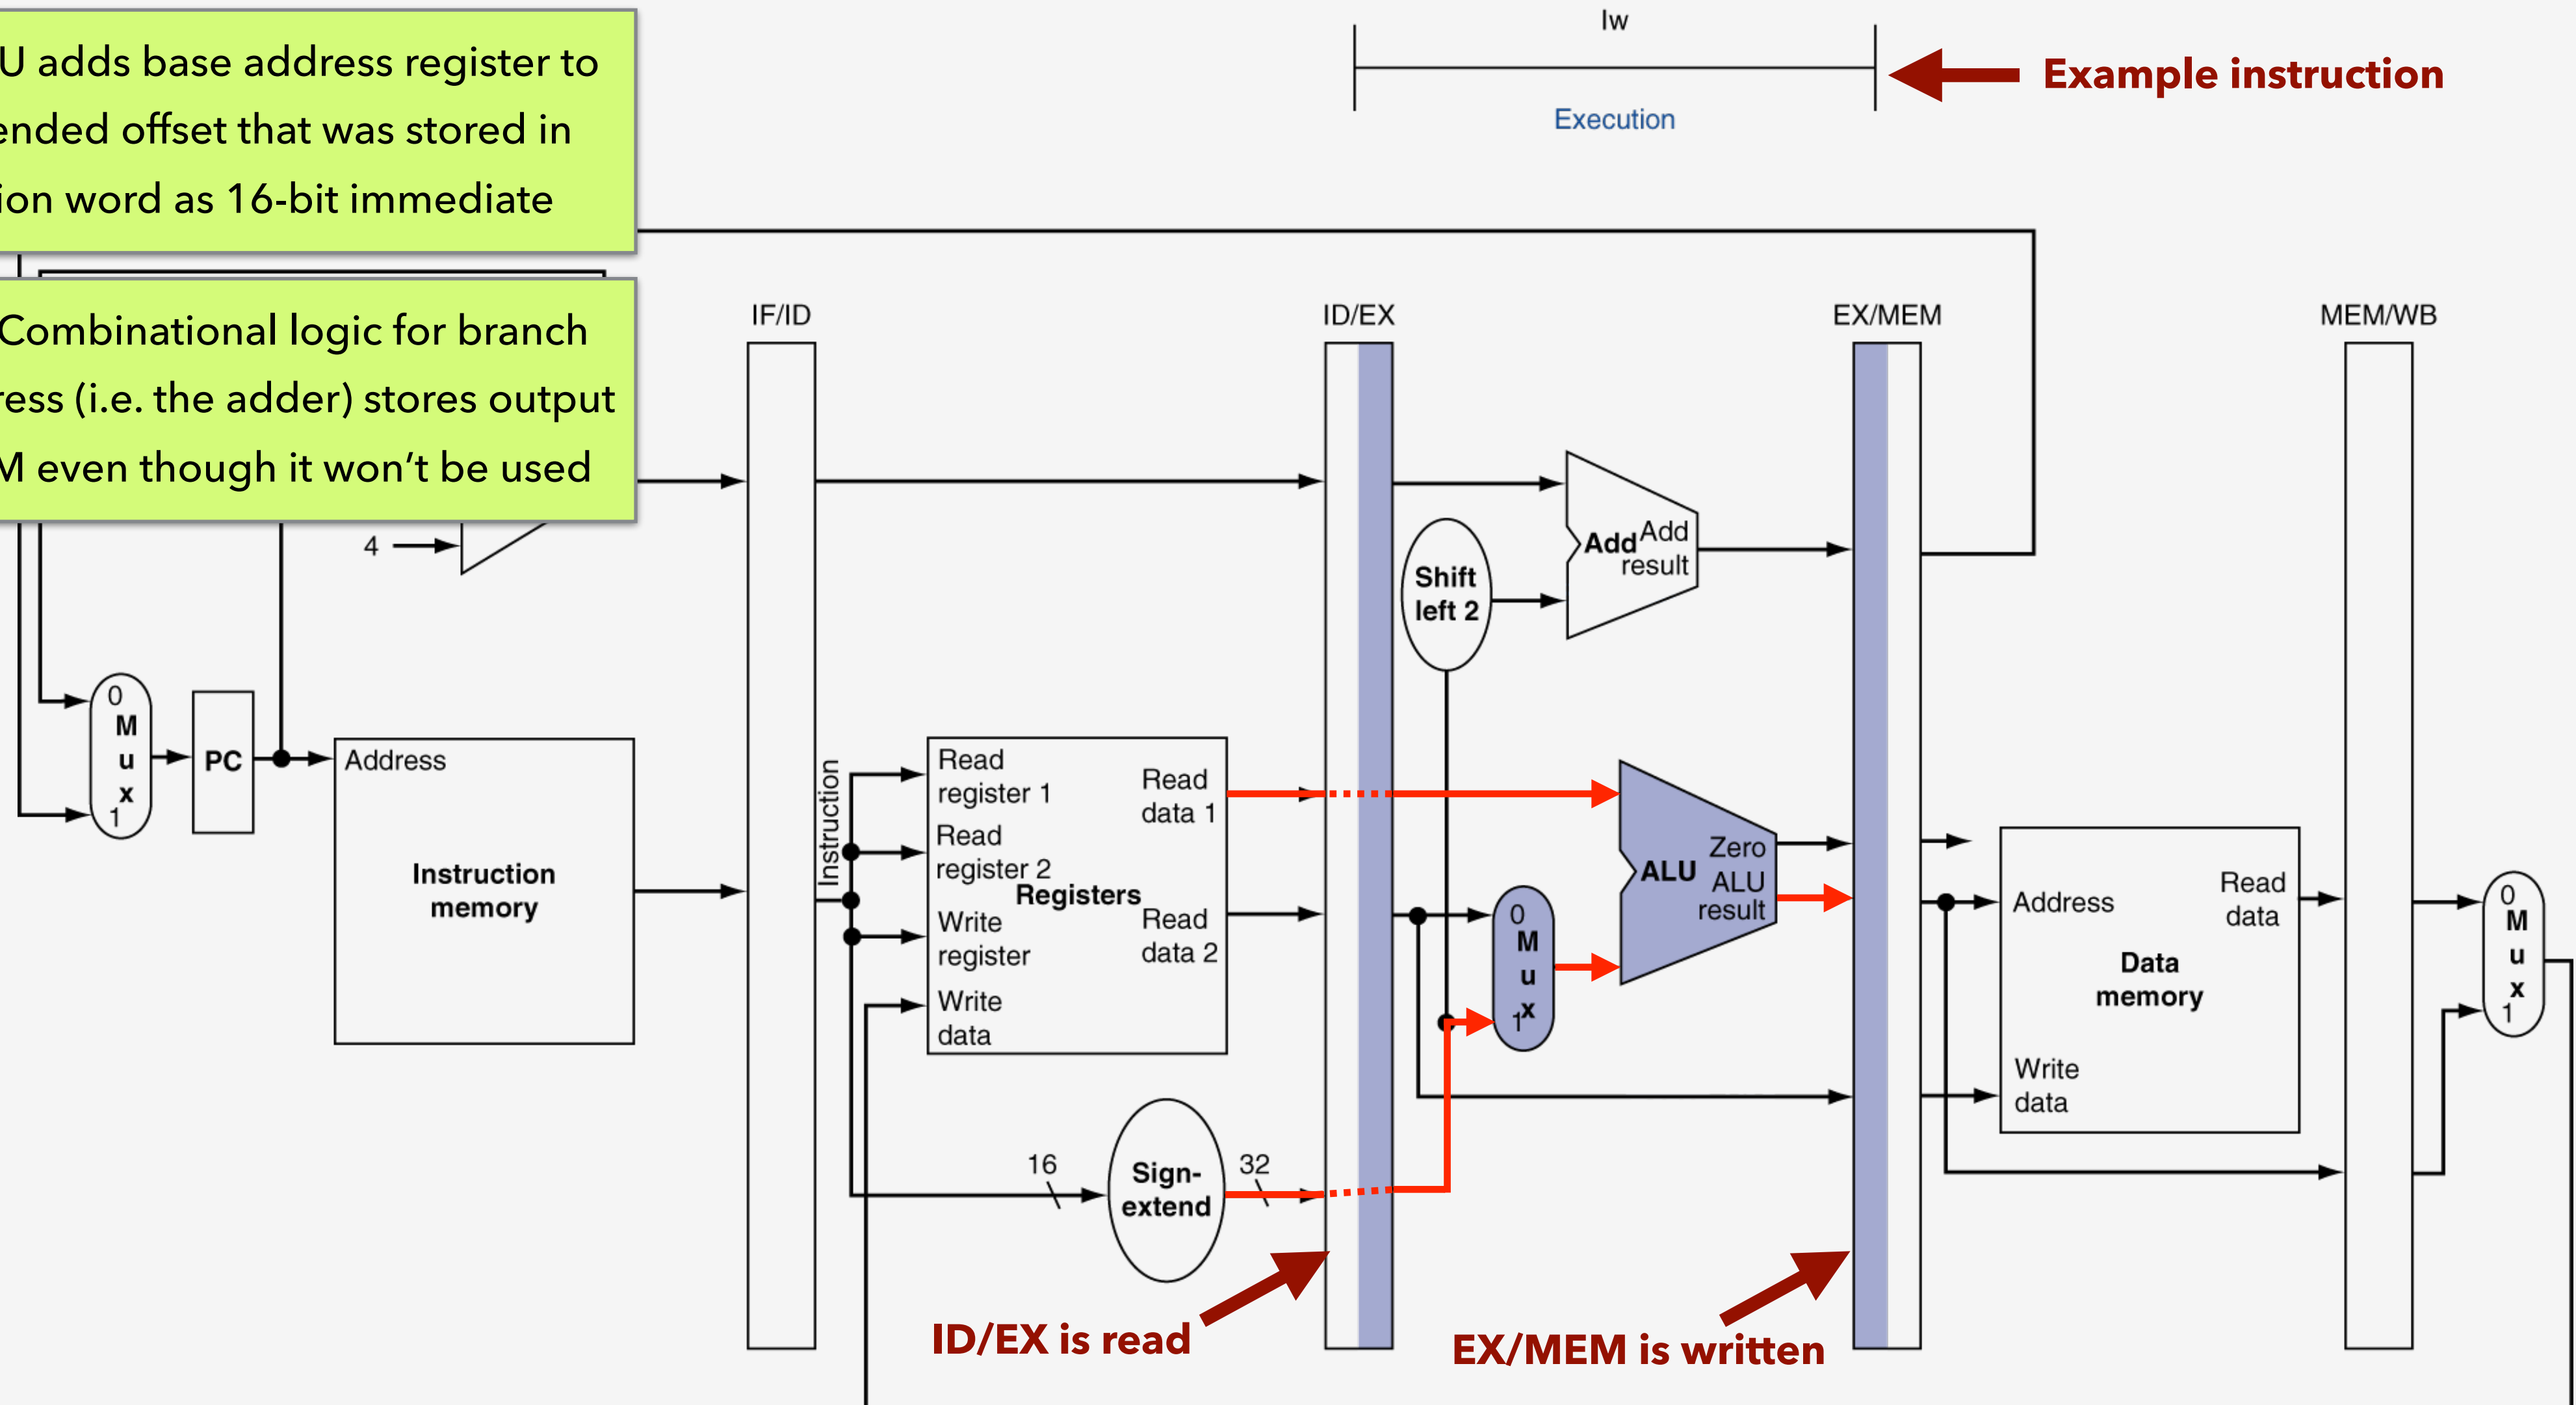 U adds base address register to
ended offset that was stored in
ion word as 16-bit immediate
lw
Execution
Example instruction
Combinational logic for branch
ress (i.e. the adder) stores output
M even though it won't be used
IF/ID
ID/EX
EX/MEM
MEM/WB
4
Add
Add
result
Shift
left 2
0
M
u
x
1
PC
Address
Instruction
memory
Instruction
Read
register 1
Read
register 2
Registers
Write
register
Write
data
Read
data 1
Read
data 2
16
Sign-
extend
32
0
M
u
x
1
Zero
ALU
ALU
result
Address
Read
data
Data
memory
Write
data
0
M
u
x
1
ID/EX is read
EX/MEM is written